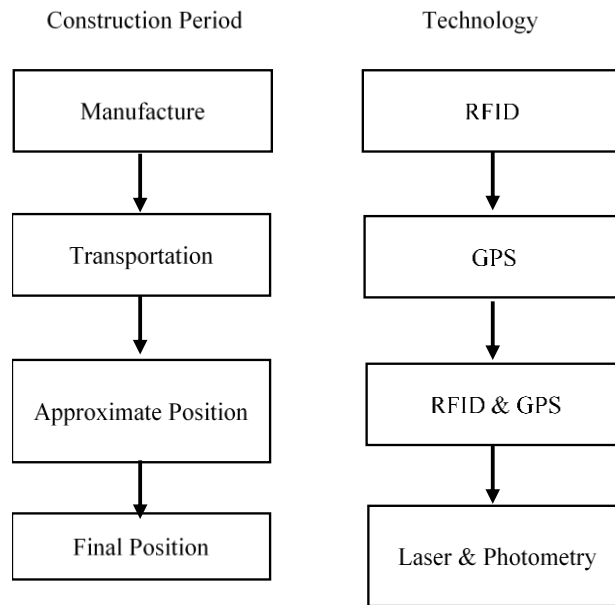 Construction Period
Technology
Manufacture
RFID
Transportation
GPS
Approximate Position
RFID & GPS
Final Position
Laser & Photometry